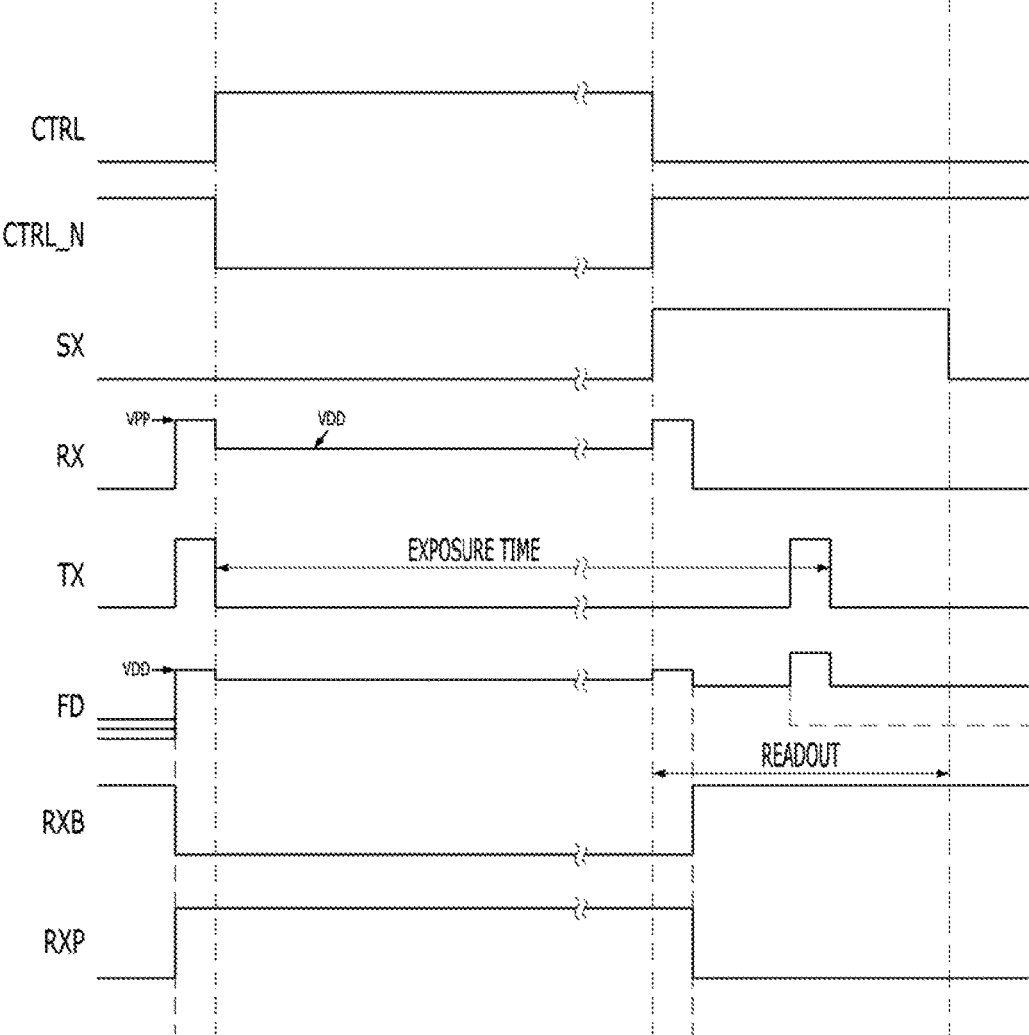 CTRL
CTRL_N
SX
VPP
VDD
RX
EXPOSURE TIME
TX
VDD
FD
READOUT
RXB
RXP